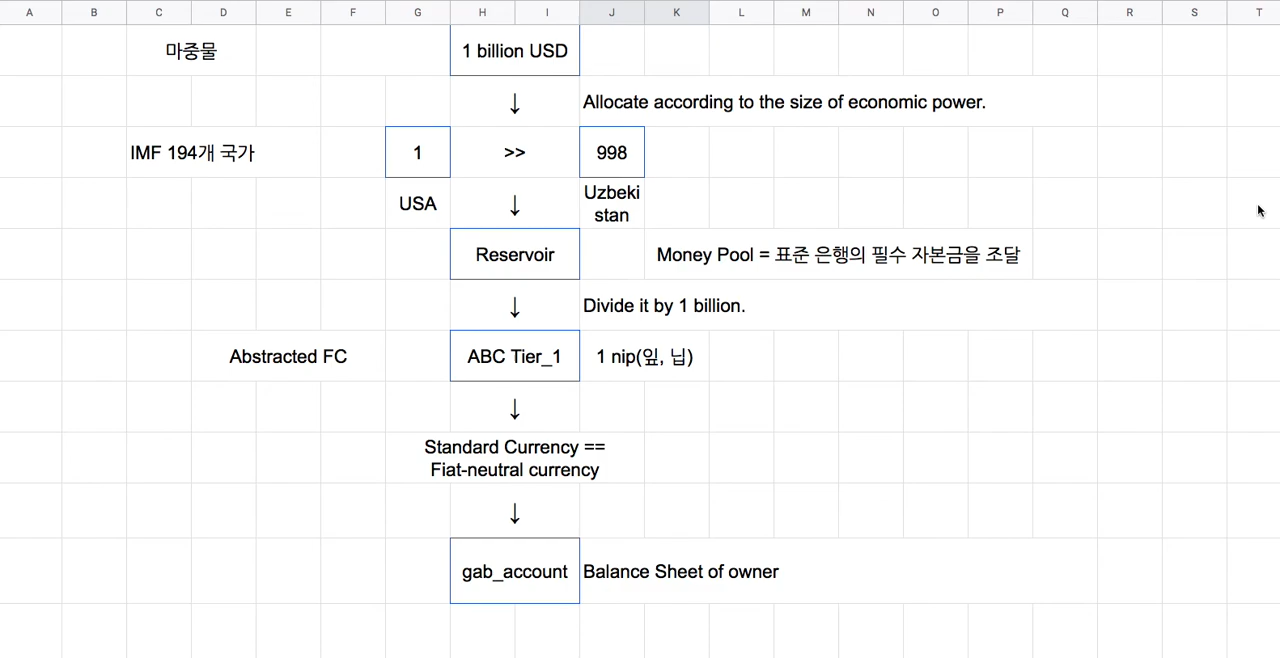 A B C D E F G H I J K L M N O P Q R S T
마중물 1 billion USD
↓ Allocate according to the size of economic power.
IMF 194개 국가 1 >> 998
USA ↓ Uzbeki
stan
Reservoir Money Pool = 표준 은행의 필수 자본금을 조달
↓ Divide it by 1 billion.
Abstracted FC ABC Tier_1 1 nip(잎, 닙)
↓
Standard Currency ==
Fiat-neutral currency
↓
gab_account Balance Sheet of owner